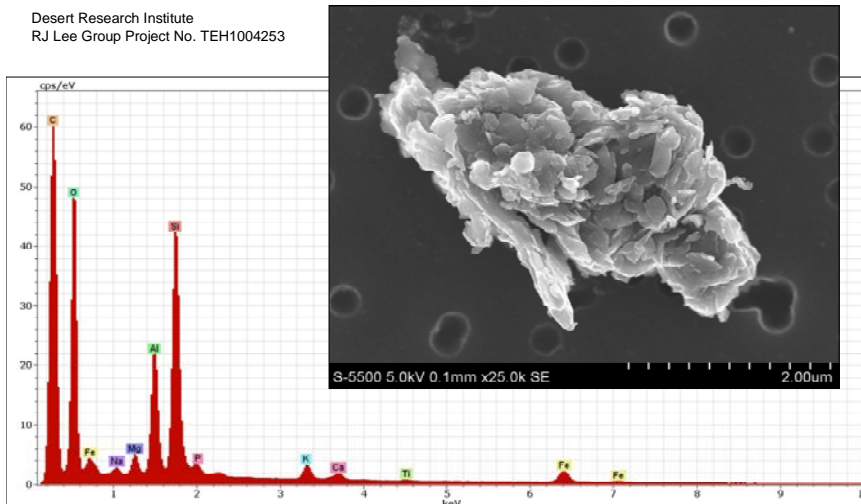 Desert Research Institute
RJ Lee Group Project No. TEH1004253
cps/eV
60
50
40
30
20
10
0
C
O
Fe
Na
Mg
Al
Si
P
K
Ca
Ti
Fe
Fe
1
2
3
4
5
6
7
8
9
keV
S-5500 5.0kV 0.1mm x25.0k SE
2.00um